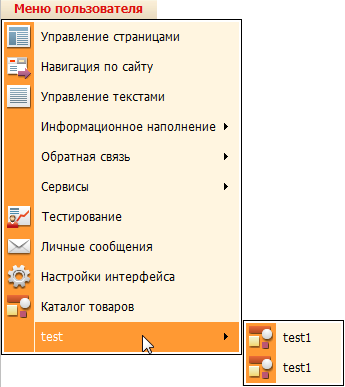 Меню пользователя
Управление страницами
Навигация по сайту
Управление текстами
Информационное наполнение
Обратная связь
Сервисы
Тестирование
Личные сообщения
Настройки интерфейса
Каталог товаров
test
test1
test1